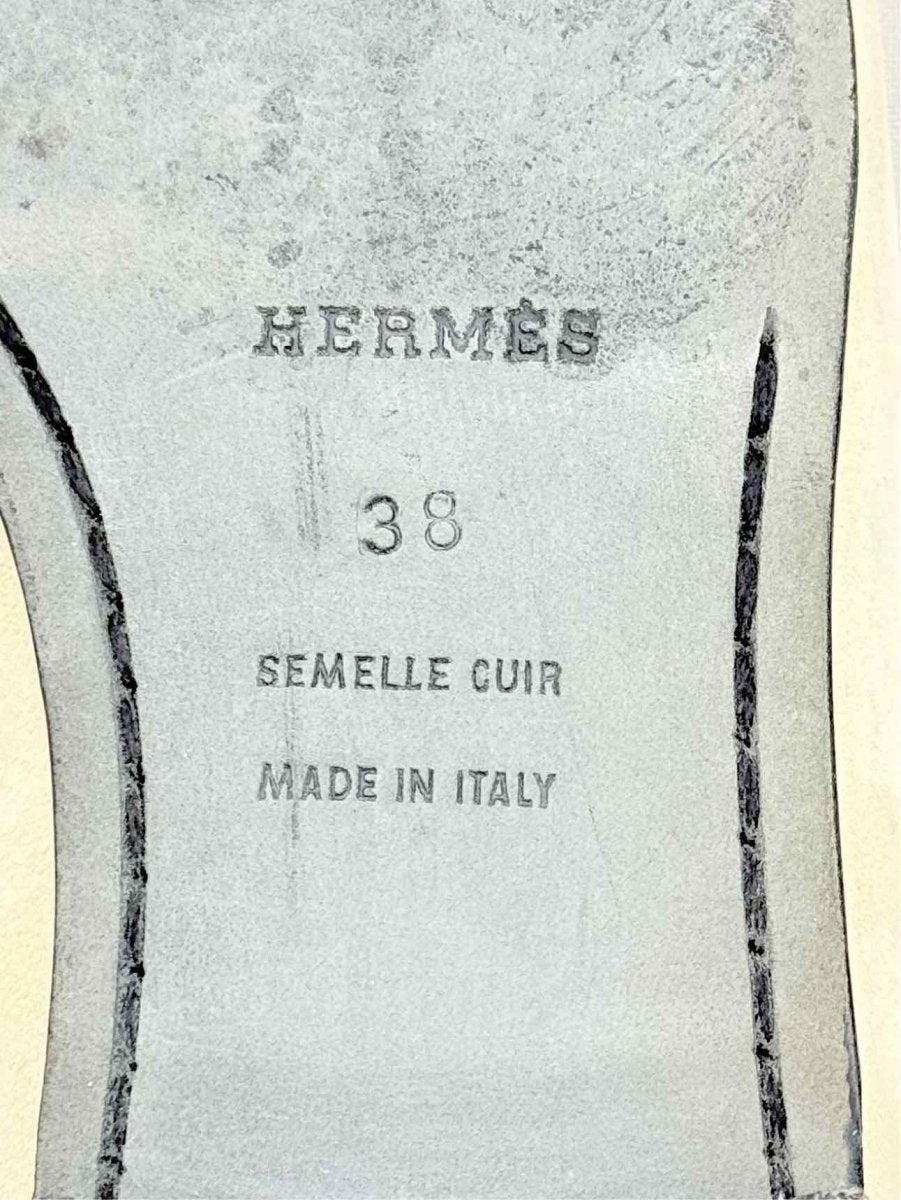 HERMÈS
38
SEMELLE CUIR
MADE IN ITALY